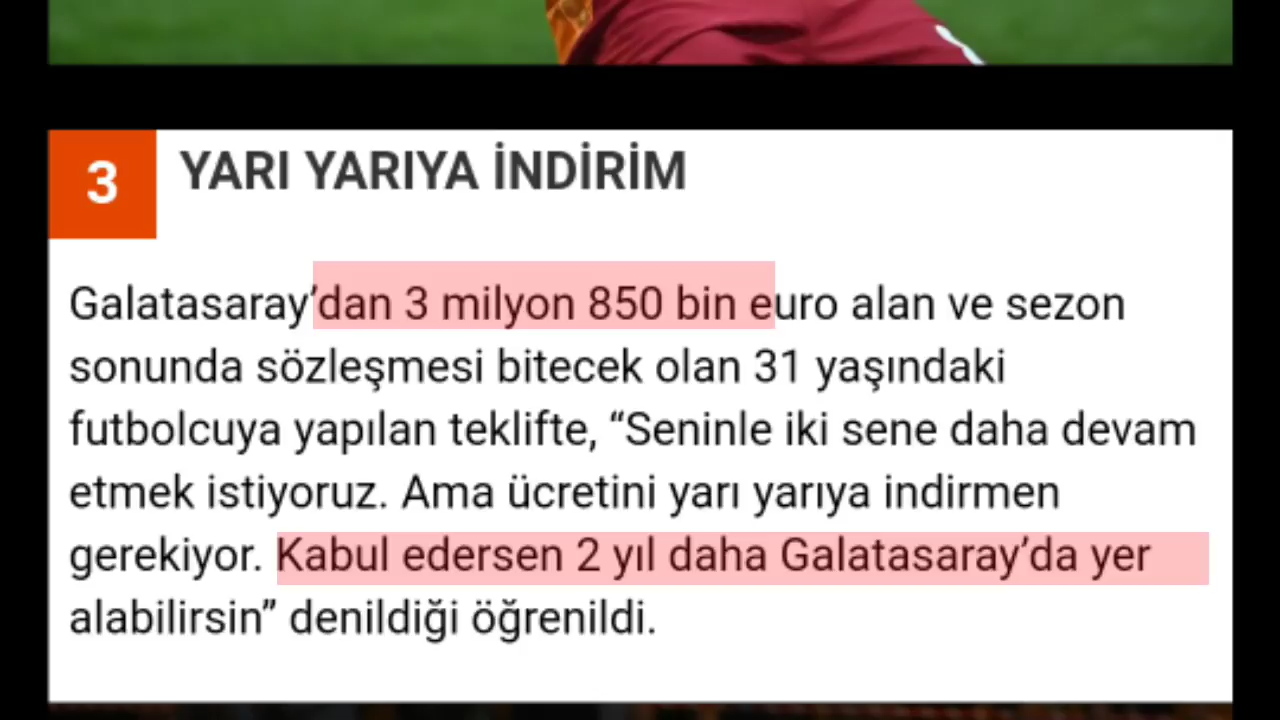 3
YARI YARIYA İNDİRİM
Galatasaray’dan 3 milyon 850 bin euro alan ve sezon
sonunda sözleşmesi bitecek olan 31 yaşındaki
futbolcuya yapılan teklifte, “Seninle iki sene daha devam
etmek istiyoruz. Ama ücretini yarı yarıya indirmen
gerekiyor. Kabul edersen 2 yıl daha Galatasaray’da yer
alabilirsin” denildiği öğrenildi.